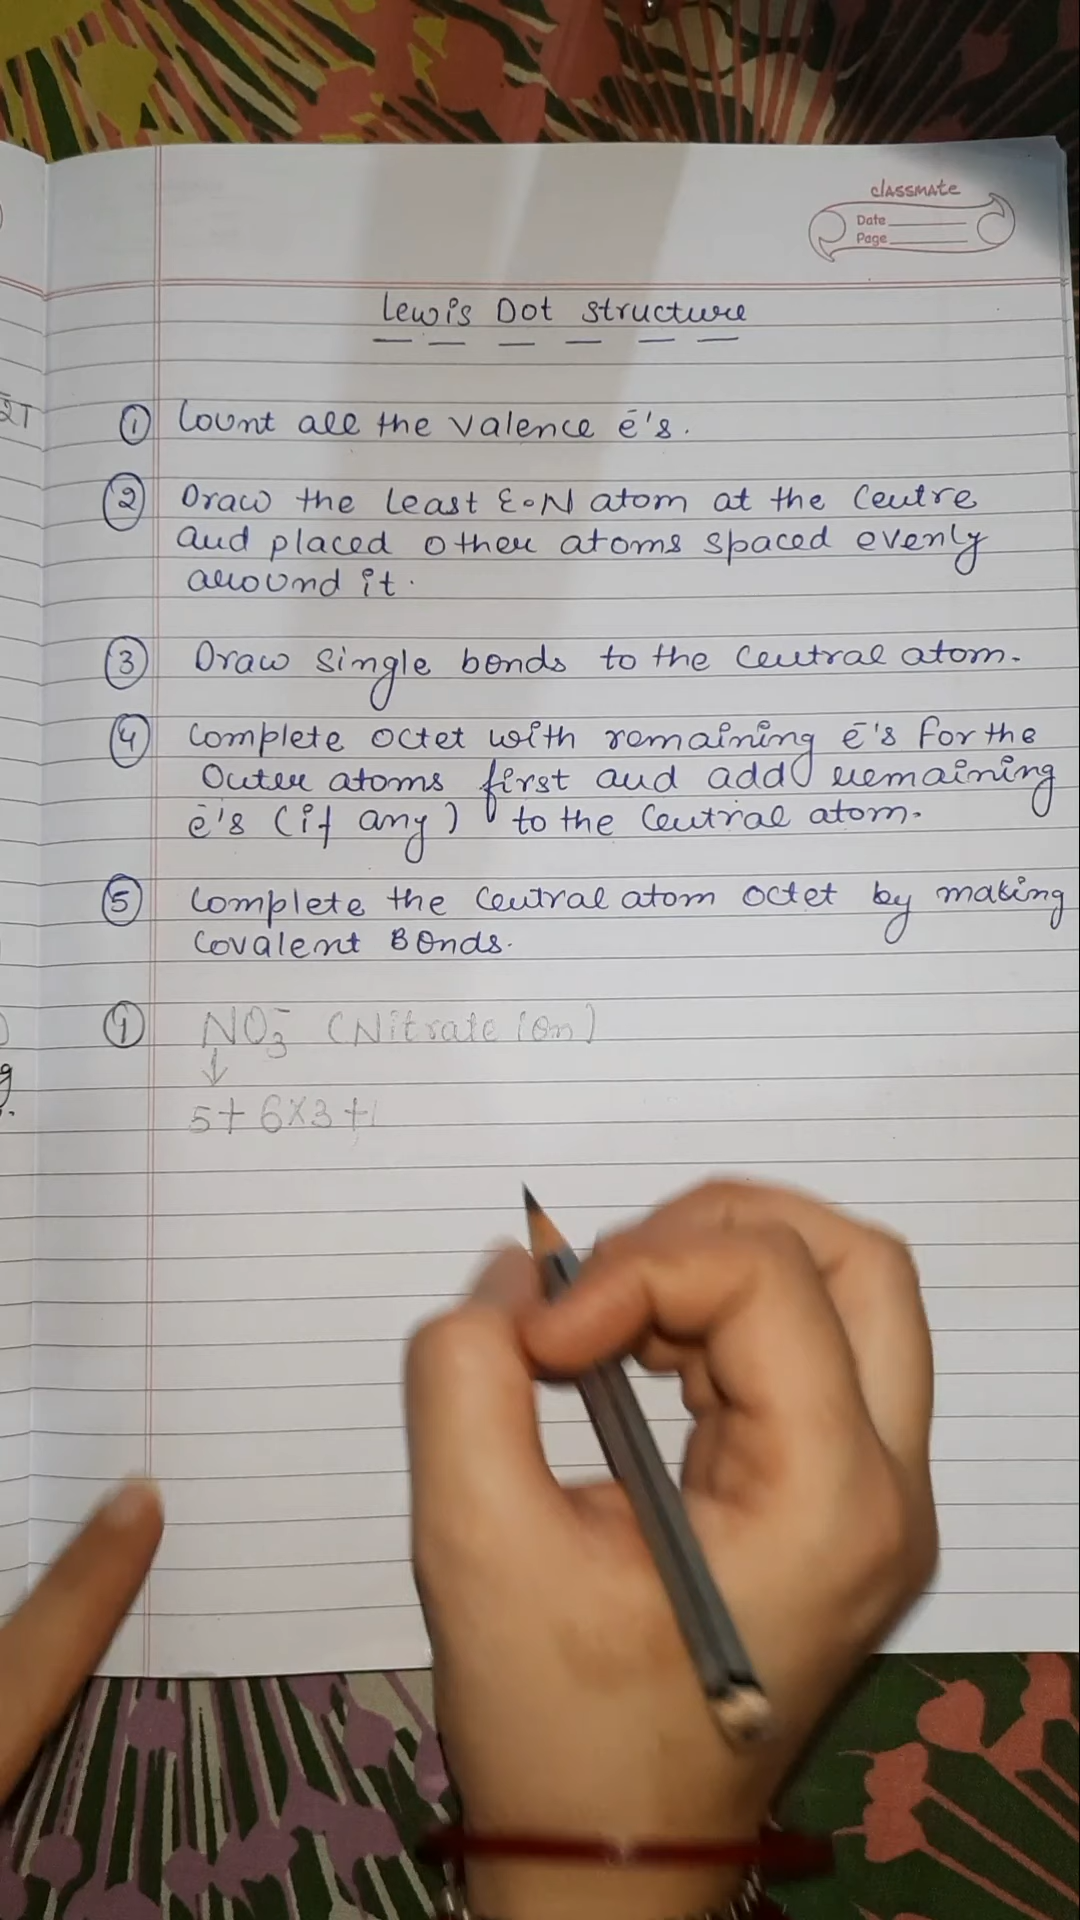 classmate
Date
Page
Lewis Dot structure
① Count all the valence ē's.
② Draw the least E.N atom at the centre
and placed other atoms spaced evenly
around it.
③ Draw single bonds to the central atom.
④ Complete octet with remaining ē's for the
outer atoms first and add remaining
ē's (if any) to the central atom.
⑤ Complete the central atom octet by making
covalent Bonds.
① NO₃⁻ (Nitrate ion)
↓
5+ 6×3 +1